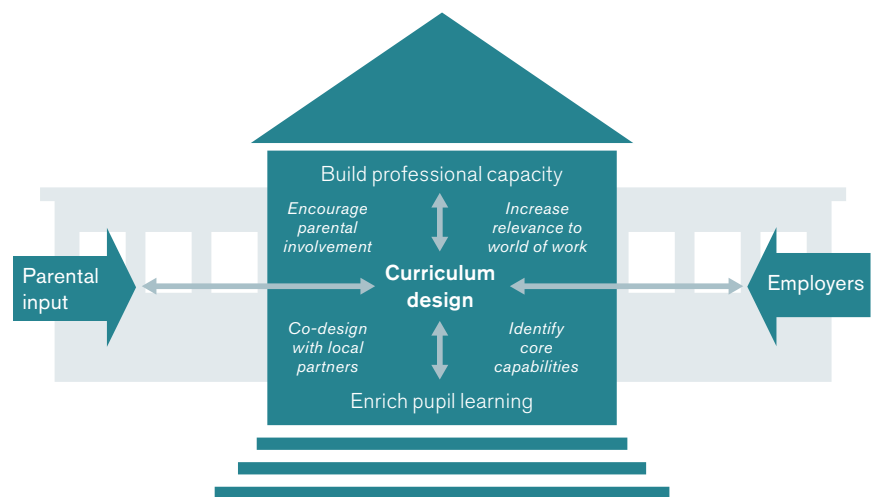 Build professional capacity
Encourage
parental
involvement
Increase
relevance to
world of work
Parental
input
Curriculum
design
Employers
Co-design
with local
partners
Identify
core
capabilities
Enrich pupil learning